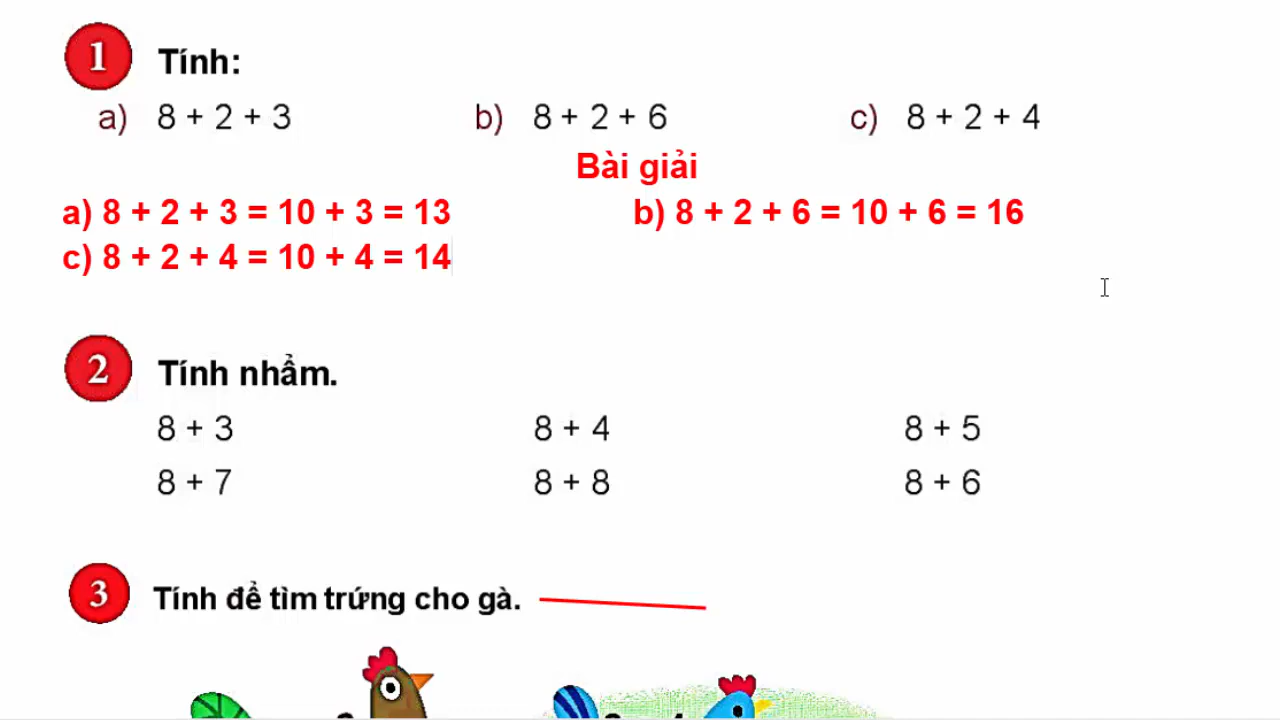 1 Tính:
a) 8 + 2 + 3 b) 8 + 2 + 6 c) 8 + 2 + 4
Bài giải
a) 8 + 2 + 3 = 10 + 3 = 13 b) 8 + 2 + 6 = 10 + 6 = 16
c) 8 + 2 + 4 = 10 + 4 = 14
2 Tính nhẩm.
8 + 3 8 + 4 8 + 5
8 + 7 8 + 8 8 + 6
3 Tính để tìm trứng cho gà.